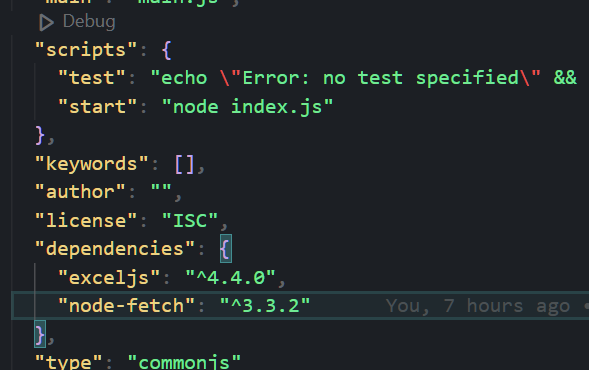 "main": "main.js",
Debug
"scripts": {
"test": "echo \"Error: no test specified\" &&
"start": "node index.js"
},
"keywords": [],
"author": "",
"license": "ISC",
"dependencies": {
"exceljs": "^4.4.0",
"node-fetch": "^3.3.2" You, 7 hours ago •
},
"type": "commonjs"